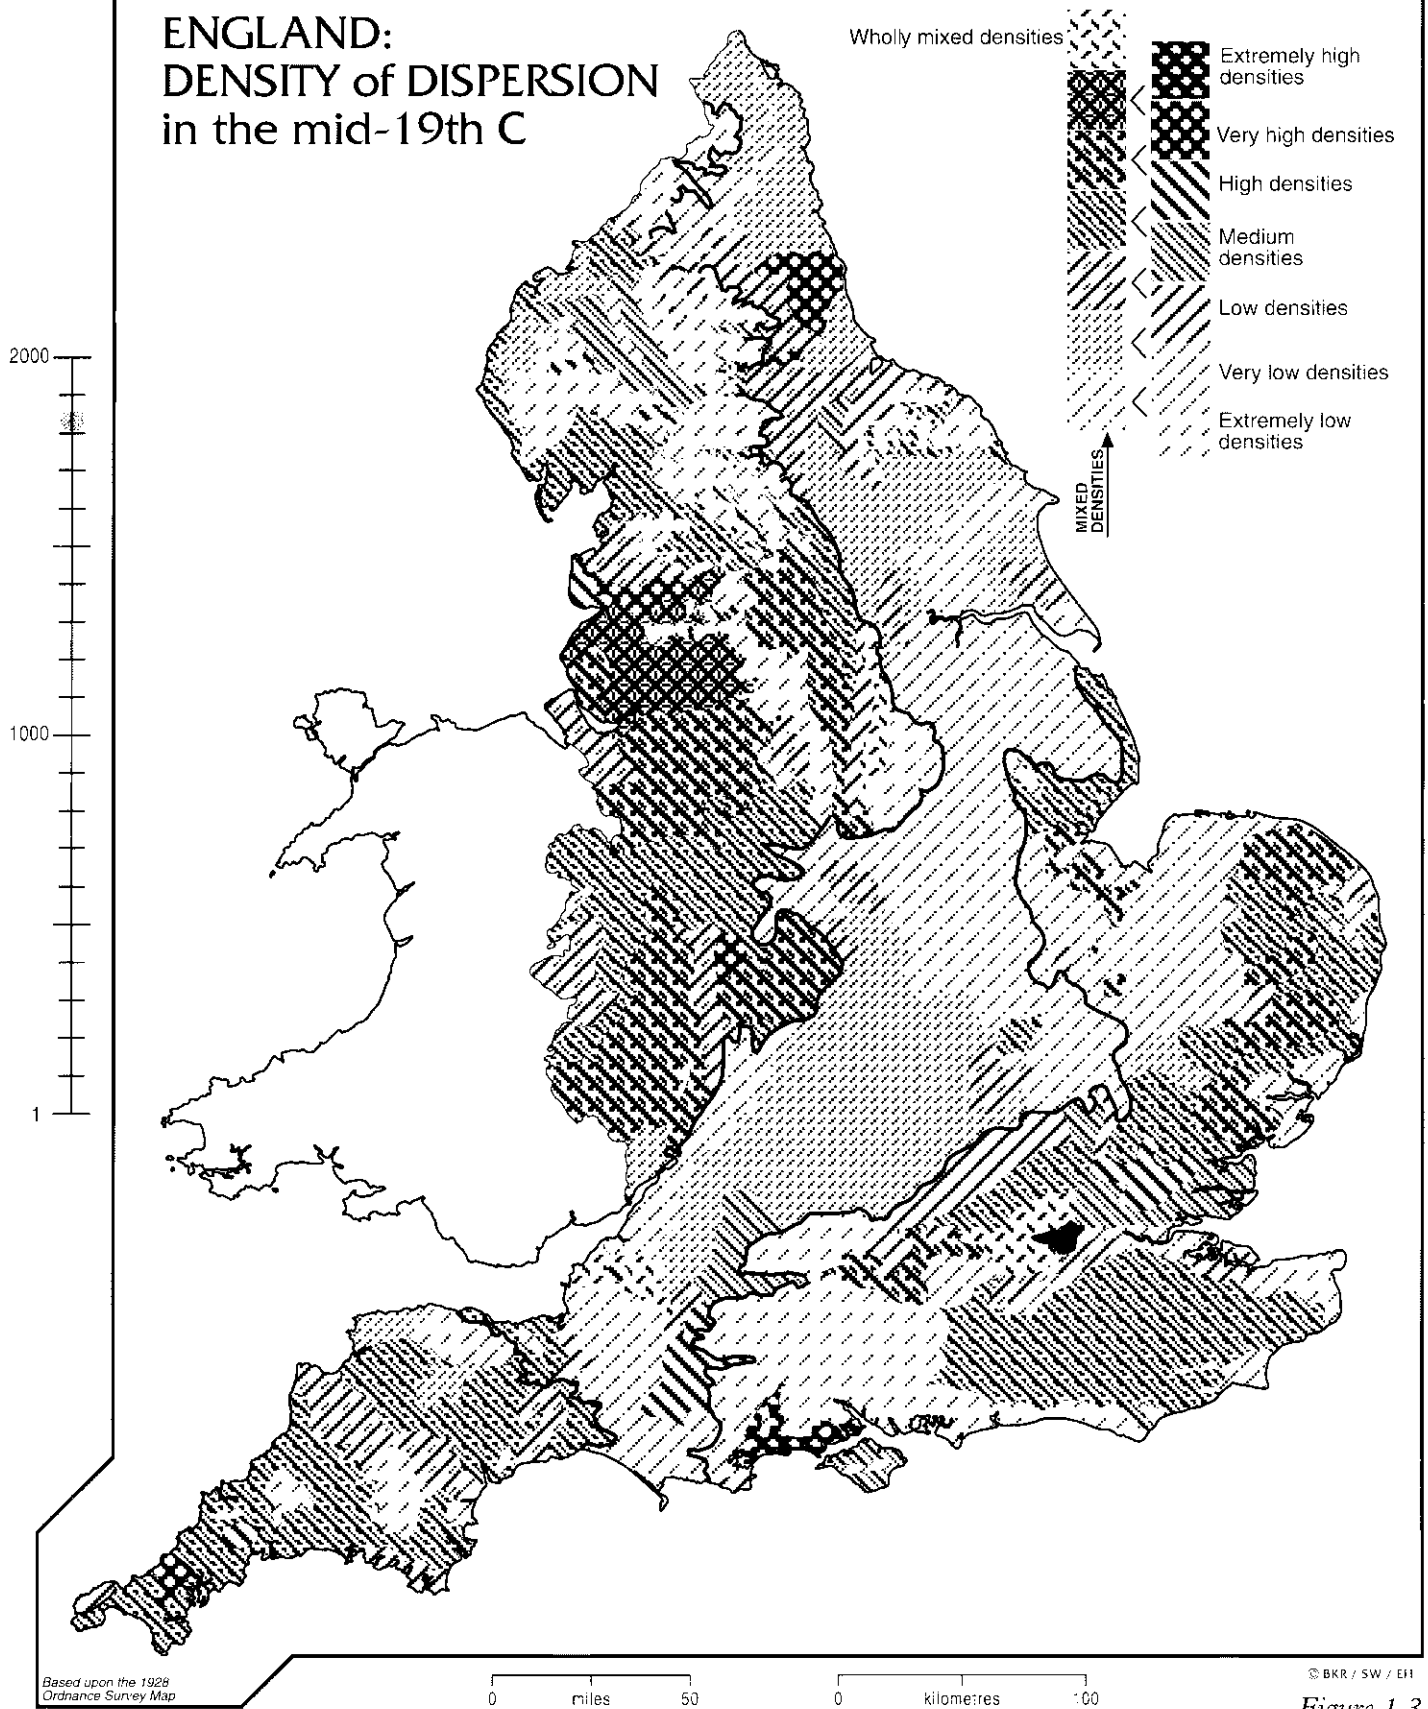 ENGLAND:
DENSITY of DISPERSION
in the mid-19th C
Wholly mixed densities
Extremely high
densities
Very high densities
High densities
Medium
densities
Low densities
Very low densities
Extremely low
densities
MIXED
DENSITIES
2000
1000
1
Based upon the 1928
Ordnance Survey Map
0 miles 50
0 kilometres 100
© BKR / SW / EH
Figure 1.3